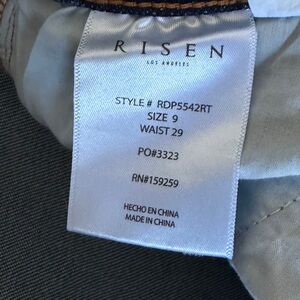 RISEN
LOS ANGELES
STYLE # RDP5542RT
SIZE 9
WAIST 29
PO#3323
RN#159259
HECHO EN CHINA
MADE IN CHINA